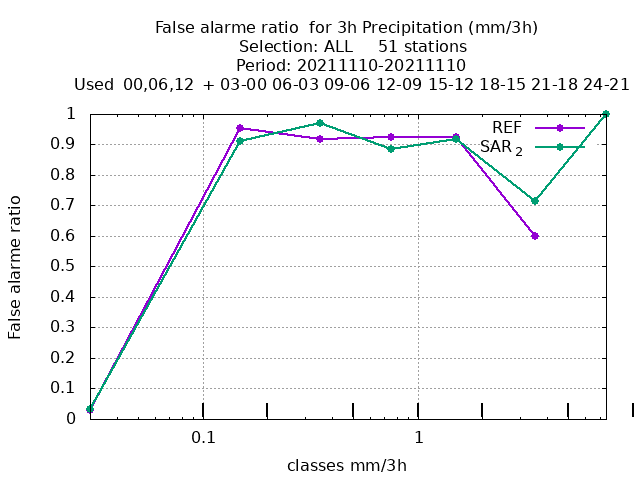 False alarme ratio  for 3h Precipitation (mm/3h)
Selection: ALL     51 stations
Period: 20211110-20211110
Used  00,06,12  + 03-00 06-03 09-06 12-09 15-12 18-15 21-18 24-21
REF
SAR 2
1
0.9
0.8
0.7
0.6
0.5
0.4
0.3
0.2
0.1
0
False alarme ratio
0.1 1
classes mm/3h